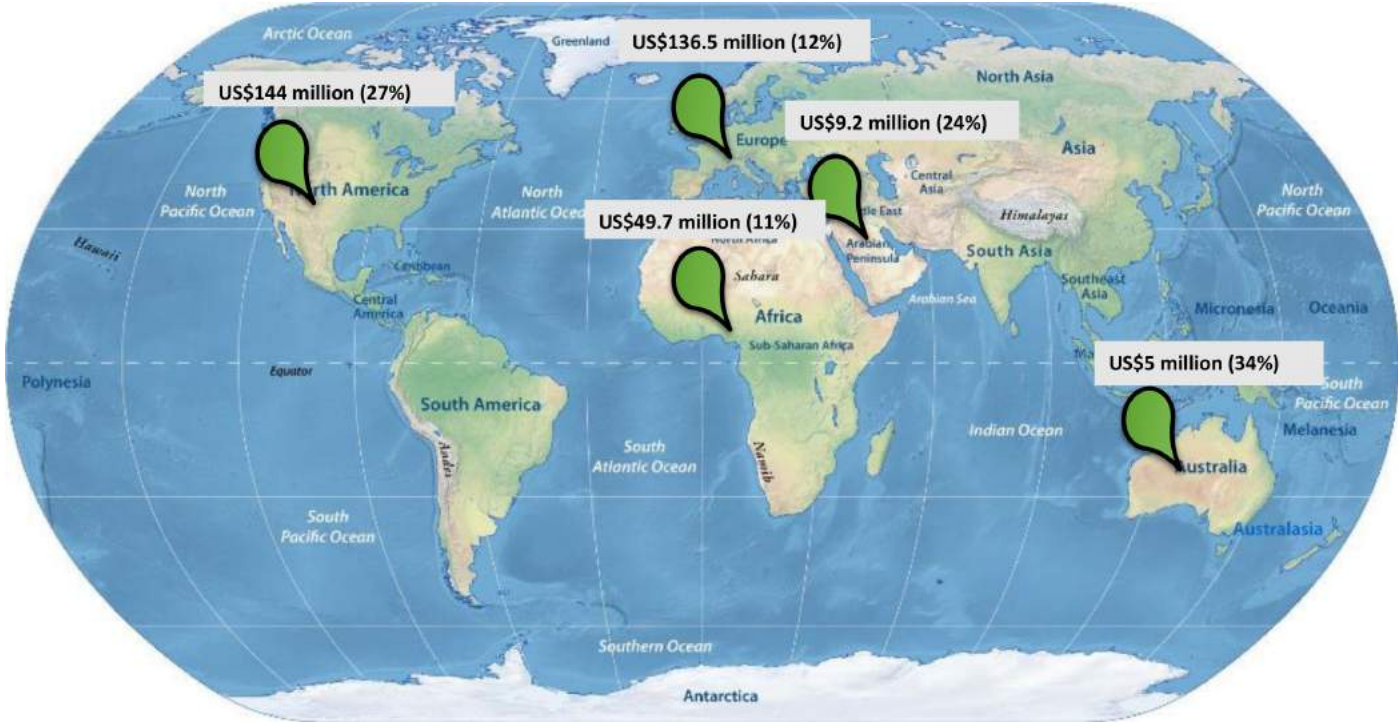 Arctic Ocean
Greenland
US$136.5 million (12%)
North Asia
US$144 million (27%)
US$9.2 million (24%)
Europe
Asia
Central
Asia
North
Pacific Ocean
North America
North
Atlantic Ocea
North
Pacific Ocean
Himalayas
US$49.7 million (11%)
dle East
Hawaii
North Africa
Arabian
Peninsula
South Asia
Caribbean
Sahara
Southeast
Asia
Arabian Sea
Central
America
Micronesia
Oceania
Africa
Sub-Saharan Africa
Equator
US$5 million (34%)
Polynesia
South
Pacific Ocean
South America
Indian Ocean
Melanesia
South
Atlantic Ocean
Andes
Namib
Australia
South
Pacific Ocean
Australasia
Southern Ocean
Antarctica